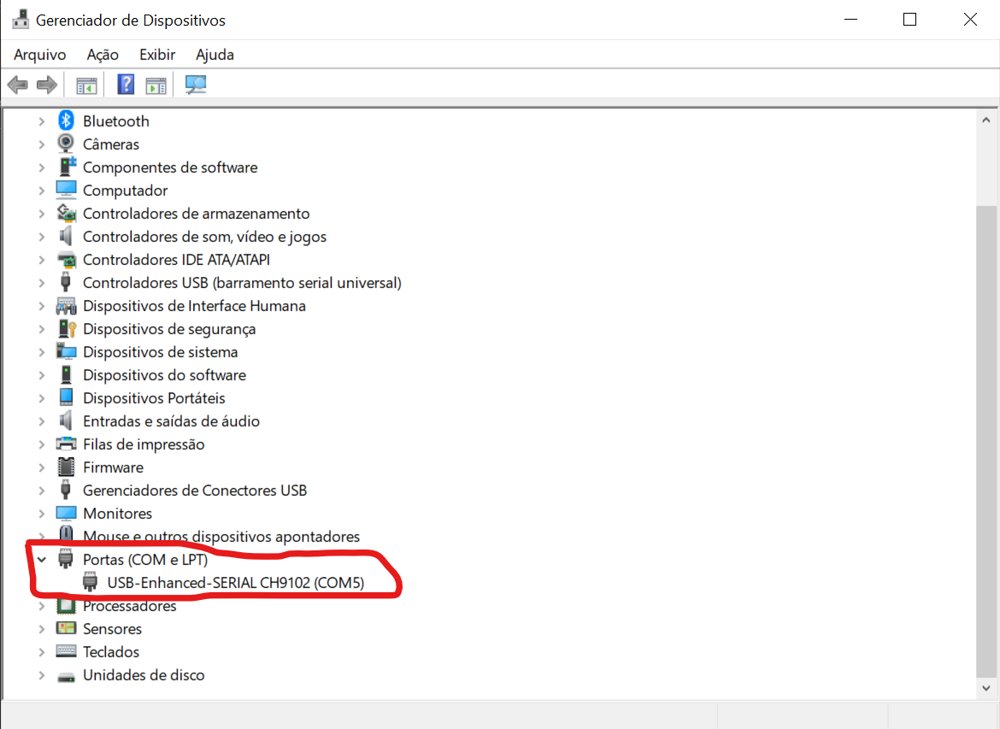 Gerenciador de Dispositivos
Arquivo Ação Exibir Ajuda
Bluetooth
Câmeras
Componentes de software
Computador
Controladores de armazenamento
Controladores de som, vídeo e jogos
Controladores IDE ATA/ATAPI
Controladores USB (barramento serial universal)
Dispositivos de Interface Humana
Dispositivos de segurança
Dispositivos de sistema
Dispositivos do software
Dispositivos Portáteis
Entradas e saídas de áudio
Filas de impressão
Firmware
Gerenciadores de Conectores USB
Monitores
Mouse e outros dispositivos apontadores
Portas (COM e LPT)
USB-Enhanced-SERIAL CH9102 (COM5)
Processadores
Sensores
Teclados
Unidades de disco